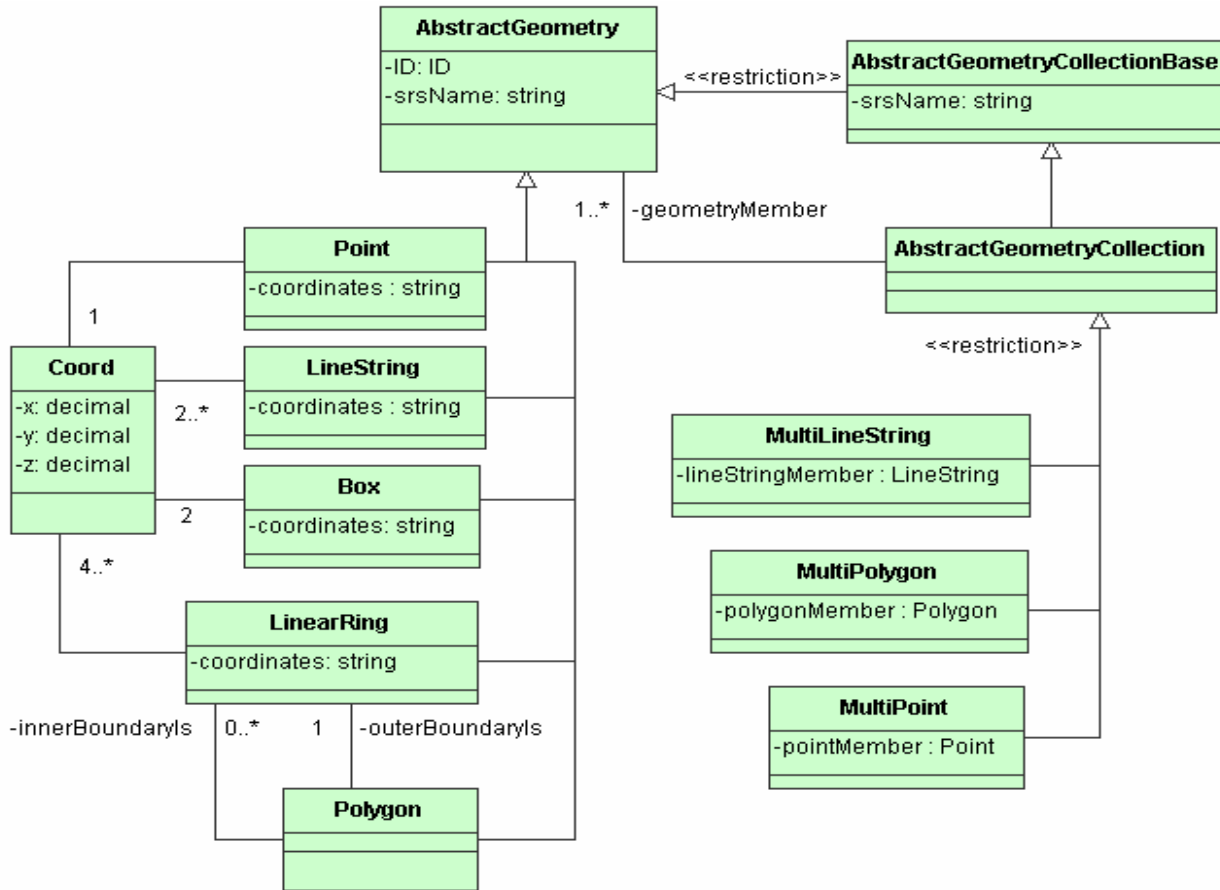 AbstractGeometry
-ID: ID
-srsName: string
<<restriction>>
AbstractGeometryCollectionBase
-srsName: string
1..*
-geometryMember
AbstractGeometryCollection
<<restriction>>
Point
-coordinates : string
1
Coord
-x: decimal
-y: decimal
-z: decimal
LineString
-coordinates : string
2..*
Box
-coordinates: string
2
4..*
LinearRing
-coordinates: string
-innerBoundaryIs
0..*
1
-outerBoundaryIs
Polygon
MultiLineString
-lineStringMember : LineString
MultiPolygon
-polygonMember : Polygon
MultiPoint
-pointMember : Point